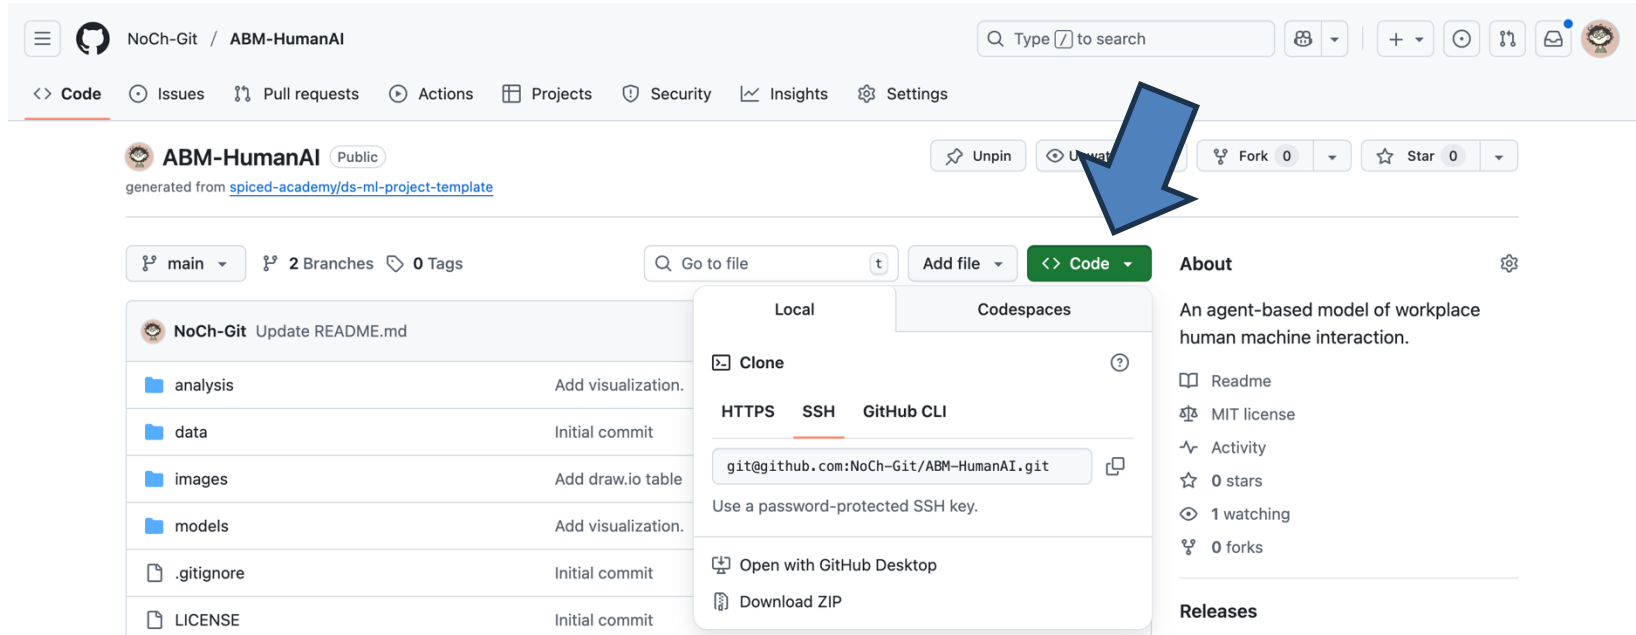 NoCh-Git / ABM-HumanAI
Type / to search
Code Issues Pull requests Actions Projects Security Insights Settings
ABM-HumanAI Public
Unpin
Fork 0
Star 0
generated from spiced-academy/ds-ml-project-template
main
2 Branches
0 Tags
Go to file t
Add file
Code
NoCh-Git Update README.md
analysis Add visualization.
data Initial commit
images Add draw.io table
models Add visualization.
.gitignore Initial commit
LICENSE Initial commit
Local Codespaces
Clone
HTTPS SSH GitHub CLI
git@github.com:NoCh-Git/ABM-HumanAI.git
Use a password-protected SSH key.
Open with GitHub Desktop
Download ZIP
About
An agent-based model of workplace
human machine interaction.
Readme
MIT license
Activity
0 stars
1 watching
0 forks
Releases